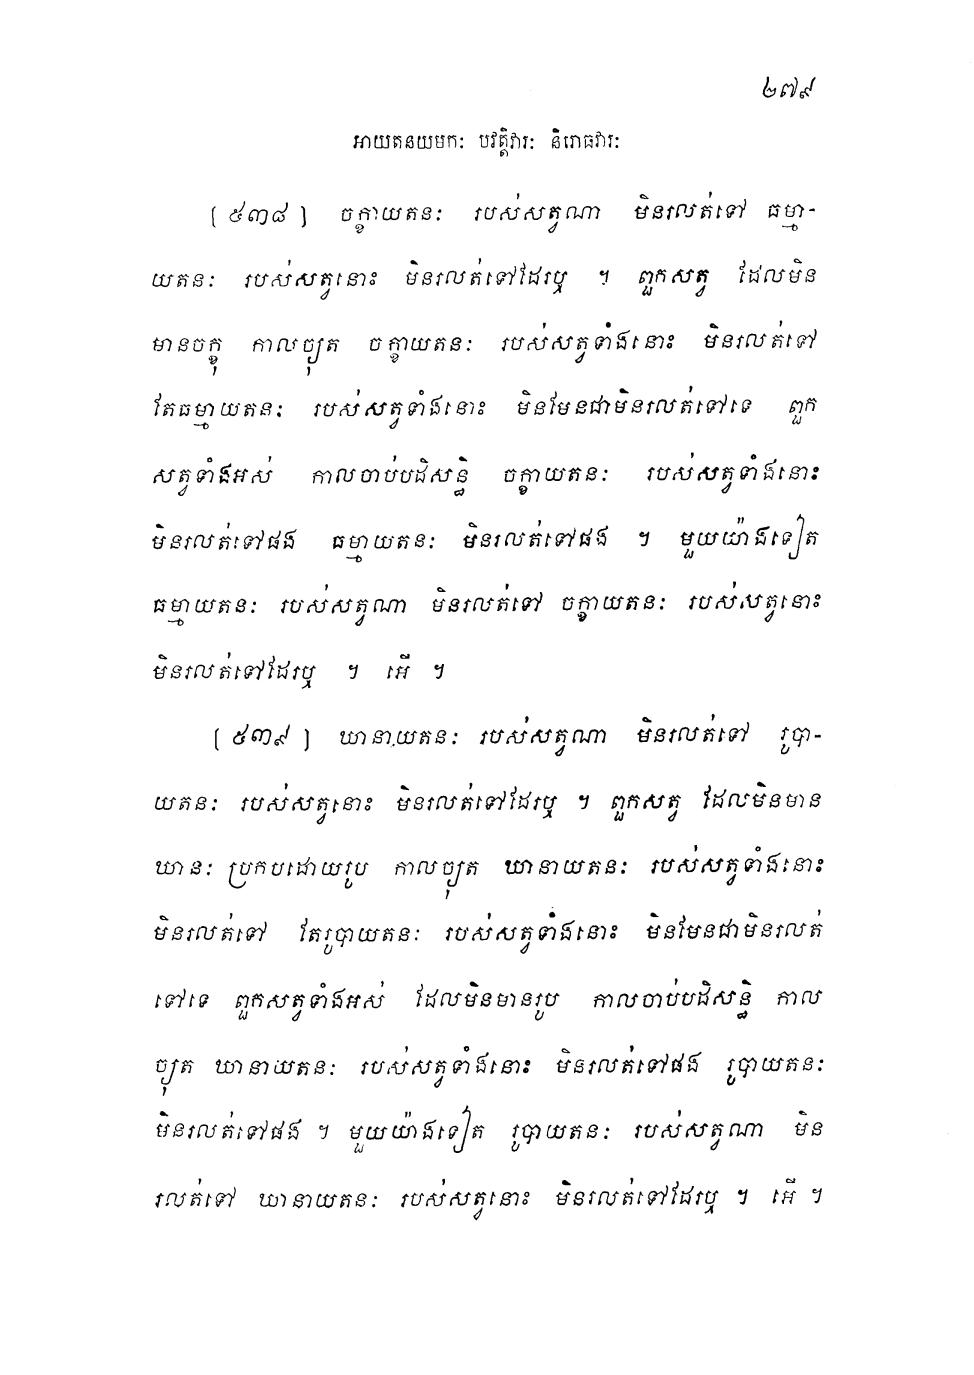 ២៧៩
អាយតនយមកៈ បវត្តិវារៈ និរោធវារៈ
[ ៥៣៨ ] ចក្ខាយតនៈ របស់សត្វណា មិនរលត់ទៅ ធម្មា-
យតនៈ របស់សត្វនោះ មិនរលត់ទៅដែរឬ ។ ពួកសត្វ ដែលមិន
មានចក្ខុ កាលច្យុត ចក្ខាយតនៈ របស់សត្វទាំងនោះ មិនរលត់ទៅ
តែធម្មាយតនៈ របស់សត្វទាំងនោះ មិនមែនជាមិនរលត់ទៅទេ ពួក
សត្វទាំងអស់ កាលចាប់បដិសន្ធិ ចក្ខាយតនៈ របស់សត្វទាំងនោះ
មិនរលត់ទៅផង ធម្មាយតនៈ មិនរលត់ទៅផង ។ មួយយ៉ាងទៀត
ធម្មាយតនៈ របស់សត្វណា មិនរលត់ទៅ ចក្ខាយតនៈ របស់សត្វនោះ
មិនរលត់ទៅដែរឬ ។ អើ ។
[ ៥៣៩ ] ឃានាយតនៈ របស់សត្វណា មិនរលត់ទៅ រូបា-
យតនៈ របស់សត្វនោះ មិនរលត់ទៅដែរឬ ។ ពួកសត្វ ដែលមិនមាន
ឃានៈ ប្រកបដោយរូប កាលច្យុត ឃានាយតនៈ របស់សត្វទាំងនោះ
មិនរលត់ទៅ តែរូបាយតនៈ របស់សត្វទាំងនោះ មិនមែនជាមិនរលត់
ទៅទេ ពួកសត្វទាំងអស់ ដែលមិនមានរូប កាលចាប់បដិសន្ធិ កាល
ច្យុត ឃានាយតនៈ របស់សត្វទាំងនោះ មិនរលត់ទៅផង រូបាយតនៈ
មិនរលត់ទៅផង ។ មួយយ៉ាងទៀត រូបាយតនៈ របស់សត្វណា មិន
រលត់ទៅ ឃានាយតនៈ របស់សត្វនោះ មិនរលត់ទៅដែរឬ ។ អើ ។